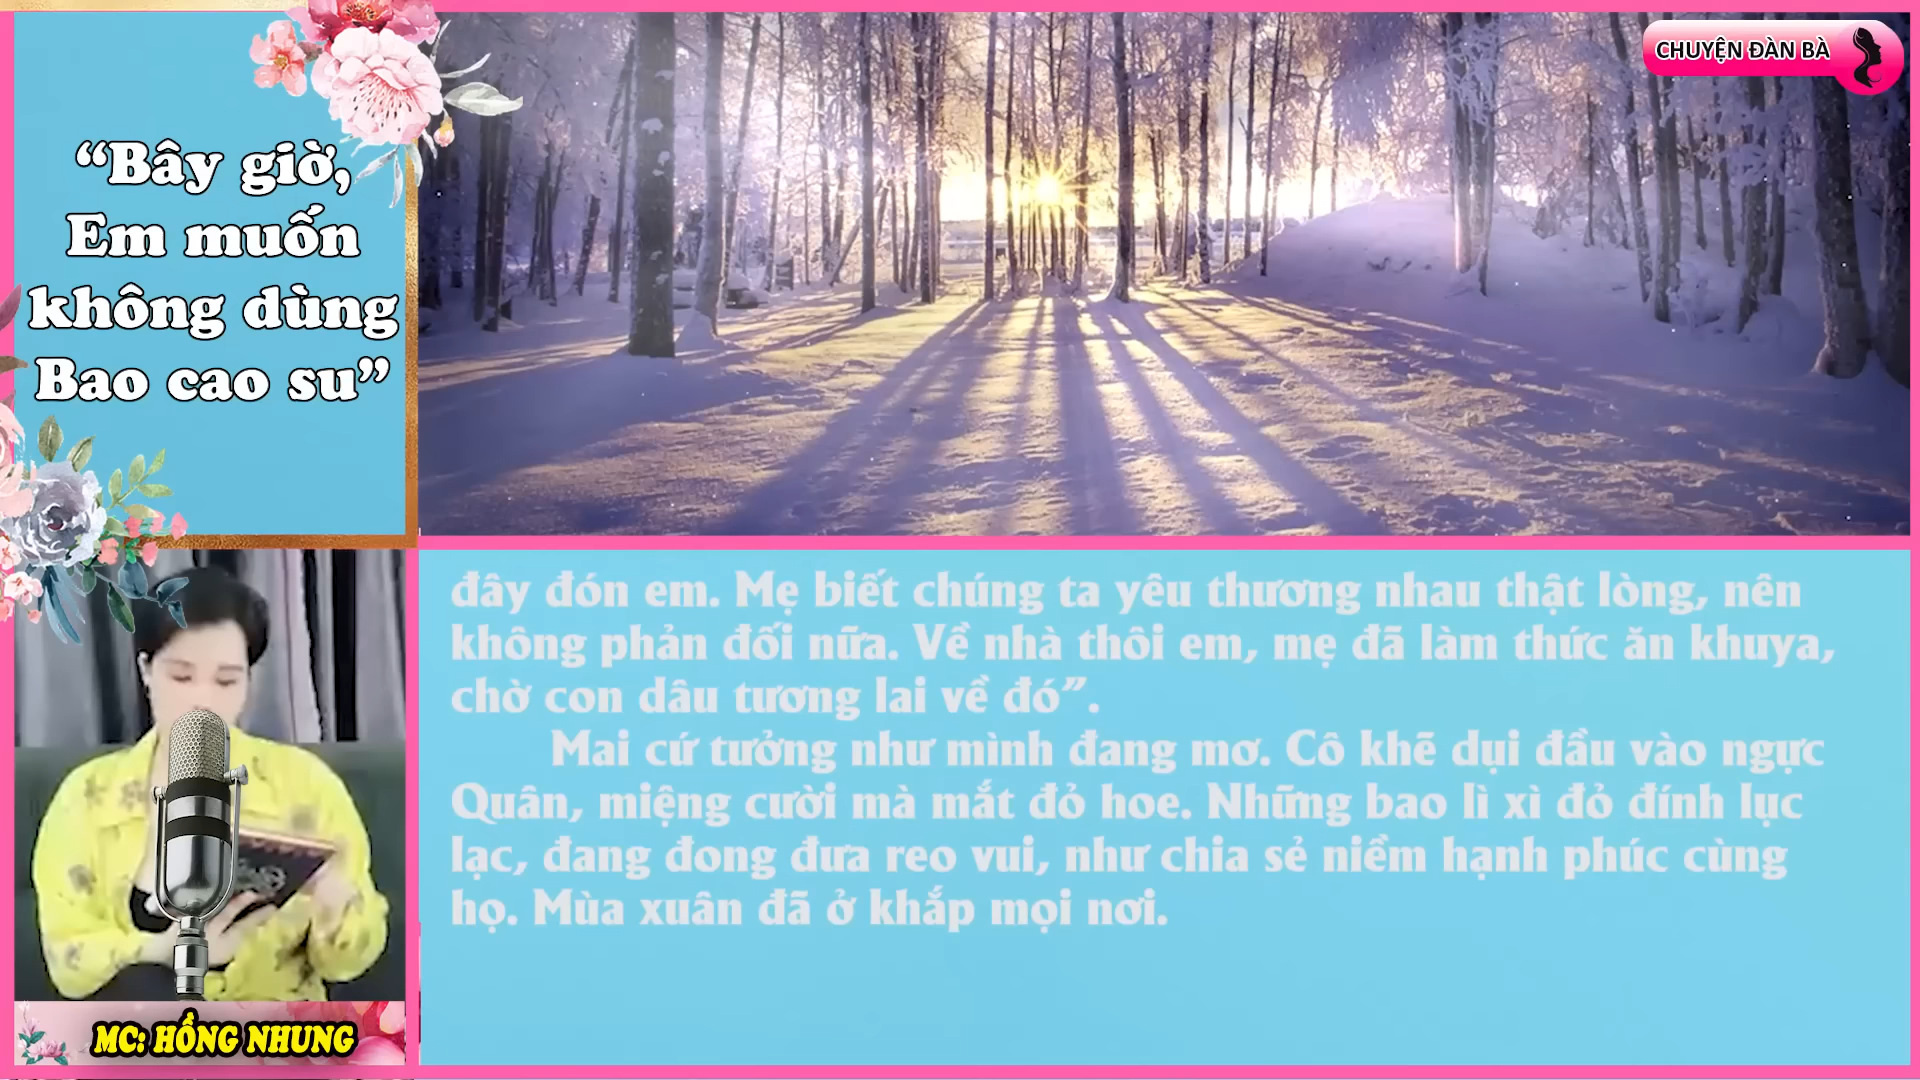 CHUYỆN ĐÀN BÀ
“Bây giờ,
Em muốn
không dùng
Bao cao su”
đây đón em. Mẹ biết chúng ta yêu thương nhau thật lòng, nên
không phản đối nữa. Về nhà thôi em, mẹ đã làm thức ăn khuya,
chờ con dâu tương lai về đó”.
Mai cứ tưởng như mình đang mơ. Cô khẽ dụi đầu vào ngực
Quân, miệng cười mà mắt đỏ hoe. Những bao lì xì đỏ đính lục
lạc, đang đong đưa reo vui, như chia sẻ niềm hạnh phúc cùng
họ. Mùa xuân đã ở khắp mọi nơi.
MC: HỒNG NHUNG